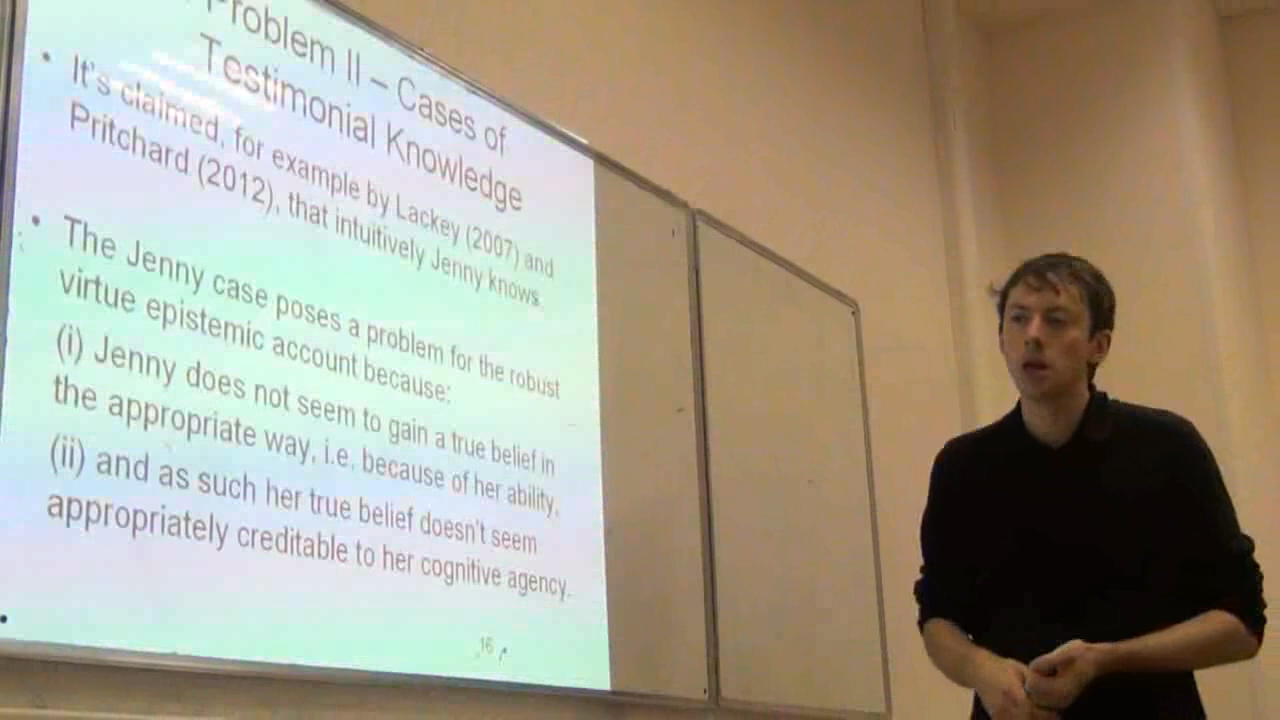 Problem II – Cases of
Testimonial Knowledge
• It's claimed, for example by Lackey (2007) and
Pritchard (2012), that intuitively Jenny knows.
• The Jenny case poses a problem for the robust
virtue epistemic account because:
(i) Jenny does not seem to gain a true belief in
the appropriate way, i.e. because of her ability,
(ii) and as such her true belief doesn't seem
appropriately creditable to her cognitive agency.
16